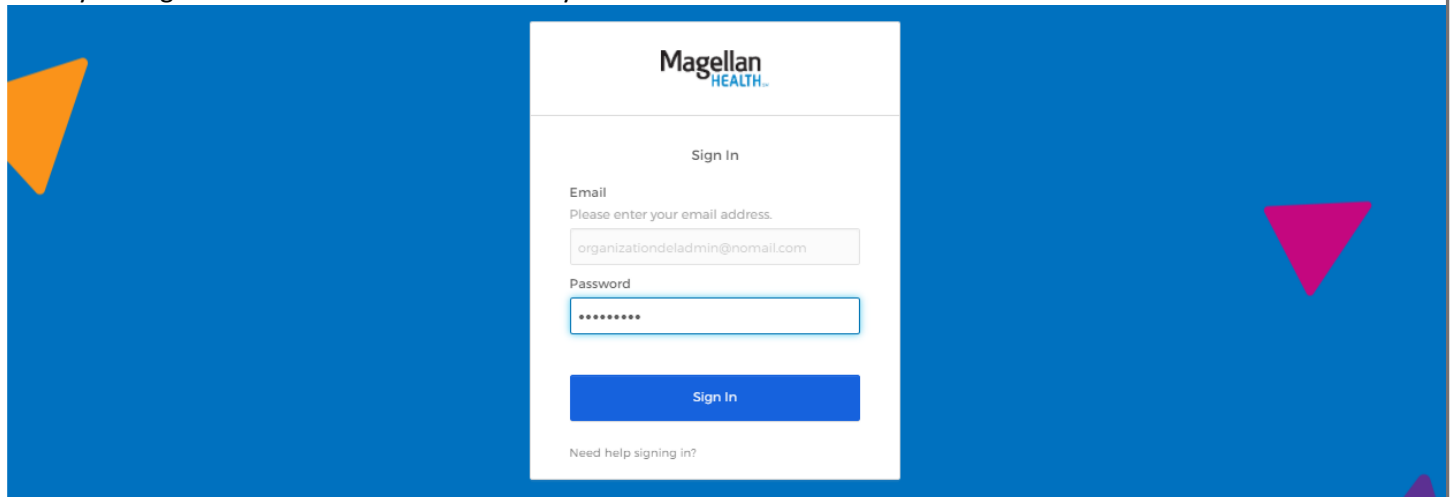 Magellan
HEALTH
Sign In
Email
Please enter your email address.
organizationdeladmin@nomail.com
Password
•••••••••
Sign In
Need help signing in?